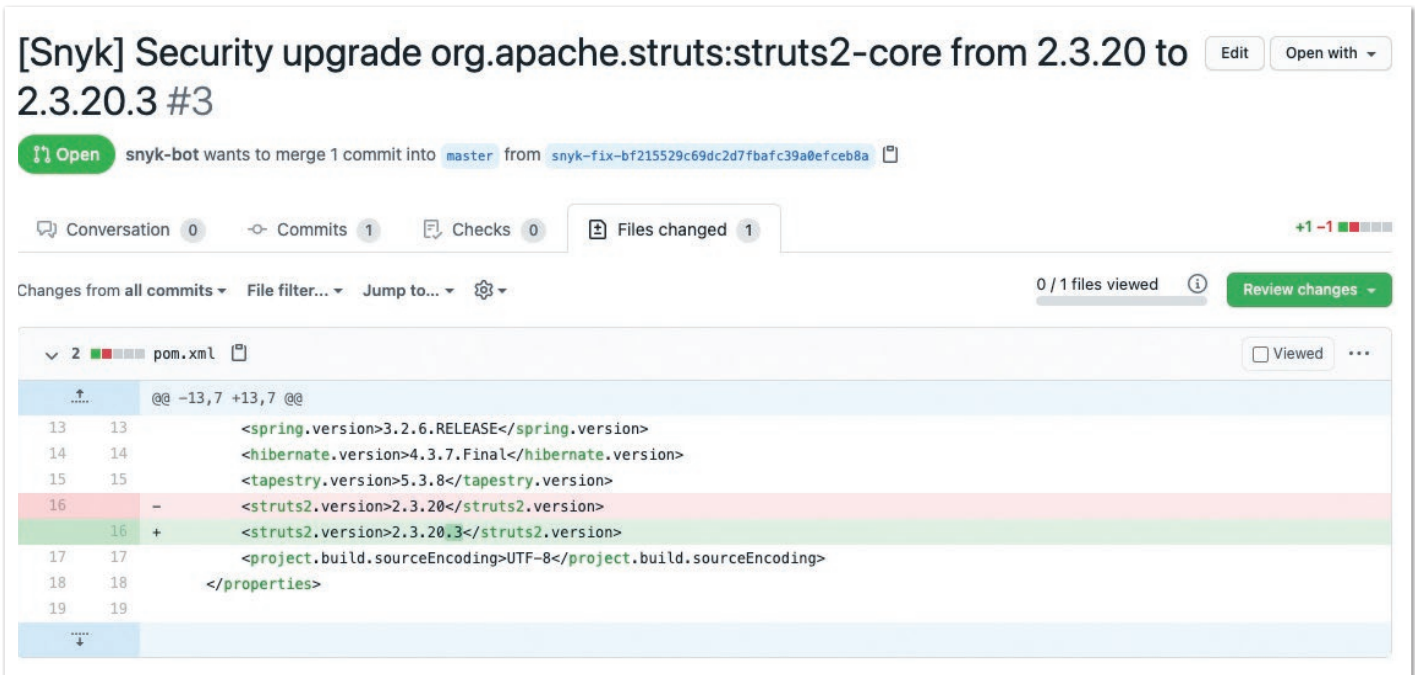 [Snyk] Security upgrade org.apache.struts:struts2-core from 2.3.20 to
2.3.20.3 #3
Edit
Open with
Open
snyk-bot wants to merge 1 commit into master from snyk-fix-bf215529c69dc2d7fbafc39a0efceb8a
Conversation 0
Commits 1
Checks 0
Files changed 1
+1 −1
Changes from all commits
File filter...
Jump to...
0 / 1 files viewed
Review changes
2 pom.xml
Viewed
@@ -13,7 +13,7 @@
13 13 <spring.version>3.2.6.RELEASE</spring.version>
14 14 <hibernate.version>4.3.7.Final</hibernate.version>
15 15 <tapestry.version>5.3.8</tapestry.version>
16 - <struts2.version>2.3.20</struts2.version>
16 + <struts2.version>2.3.20.3</struts2.version>
17 17 <project.build.sourceEncoding>UTF-8</project.build.sourceEncoding>
18 18 </properties>
19 19